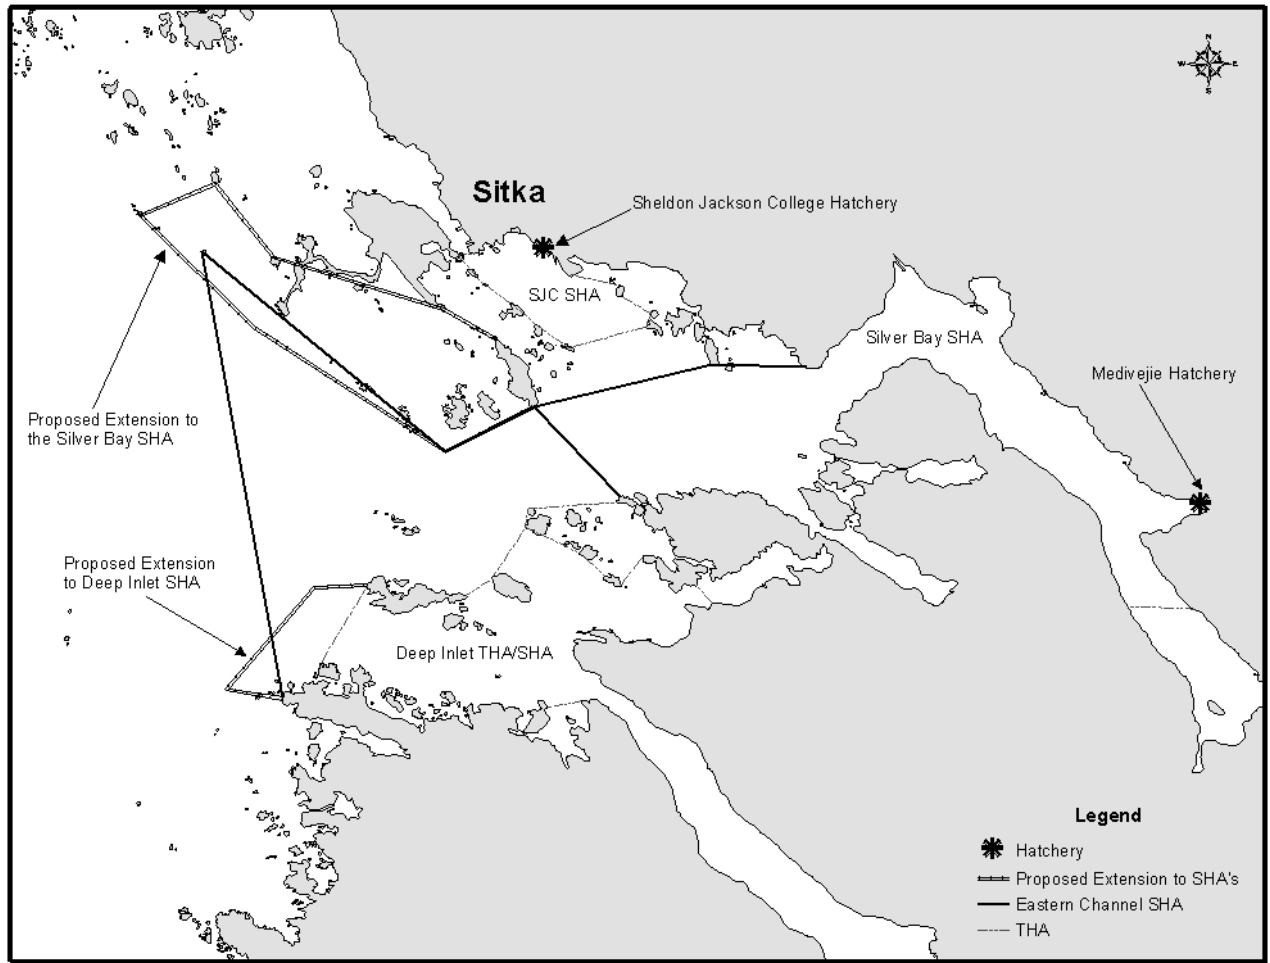 N
W E
S
Sitka
Sheldon Jackson College Hatchery
SJC SHA
Silver Bay SHA
Medivejie Hatchery
Proposed Extension to
the Silver Bay SHA
Proposed Extension
to Deep Inlet SHA
Deep Inlet THA/SHA
Legend
Hatchery
Proposed Extension to SHA's
Eastern Channel SHA
THA